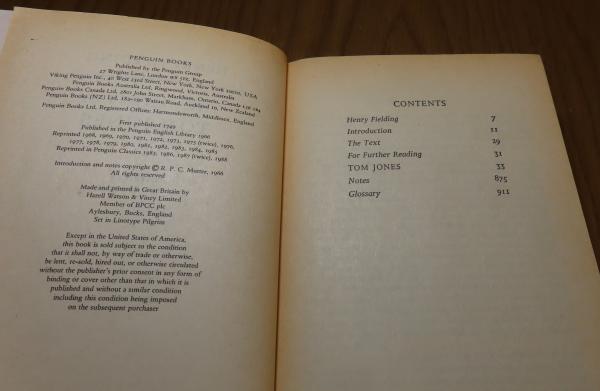 PENGUIN BOOKS
Published by the Penguin Group
27 Wrights Lane, London W8 5TZ, England
Viking Penguin Inc., 40 West 23rd Street, New York, New York 10010, USA
Penguin Books Australia Ltd, Ringwood, Victoria, Australia
Penguin Books Canada Ltd, 2801 John Street, Markham, Ontario, Canada L3R 1B4
Penguin Books (NZ) Ltd, 182-190 Wairau Road, Auckland 10, New Zealand
Penguin Books Ltd, Registered Offices: Harmondsworth, Middlesex, England
First published 1749
Published in the Penguin English Library 1966
Reprinted 1968, 1969, 1970, 1971, 1972, 1973, 1975 (twice), 1976,
1977, 1978, 1979, 1980, 1981, 1982, 1983, 1984, 1985
Reprinted in Penguin Classics 1985, 1986, 1987 (twice), 1988
Introduction and notes copyright © R. P. C. Mutter, 1966
All rights reserved
Made and printed in Great Britain by
Hazell Watson & Viney Limited
Member of BPCC plc
Aylesbury, Bucks, England
Set in Linotype Pilgrim
Except in the United States of America,
this book is sold subject to the condition
that it shall not, by way of trade or otherwise,
be lent, re-sold, hired out, or otherwise circulated
without the publisher's prior consent in any form of
binding or cover other than that in which it is
published and without a similar condition
including this condition being imposed
on the subsequent purchaser
CONTENTS
Henry Fielding 7
Introduction 11
The Text 29
For Further Reading 31
TOM JONES 33
Notes 875
Glossary 911